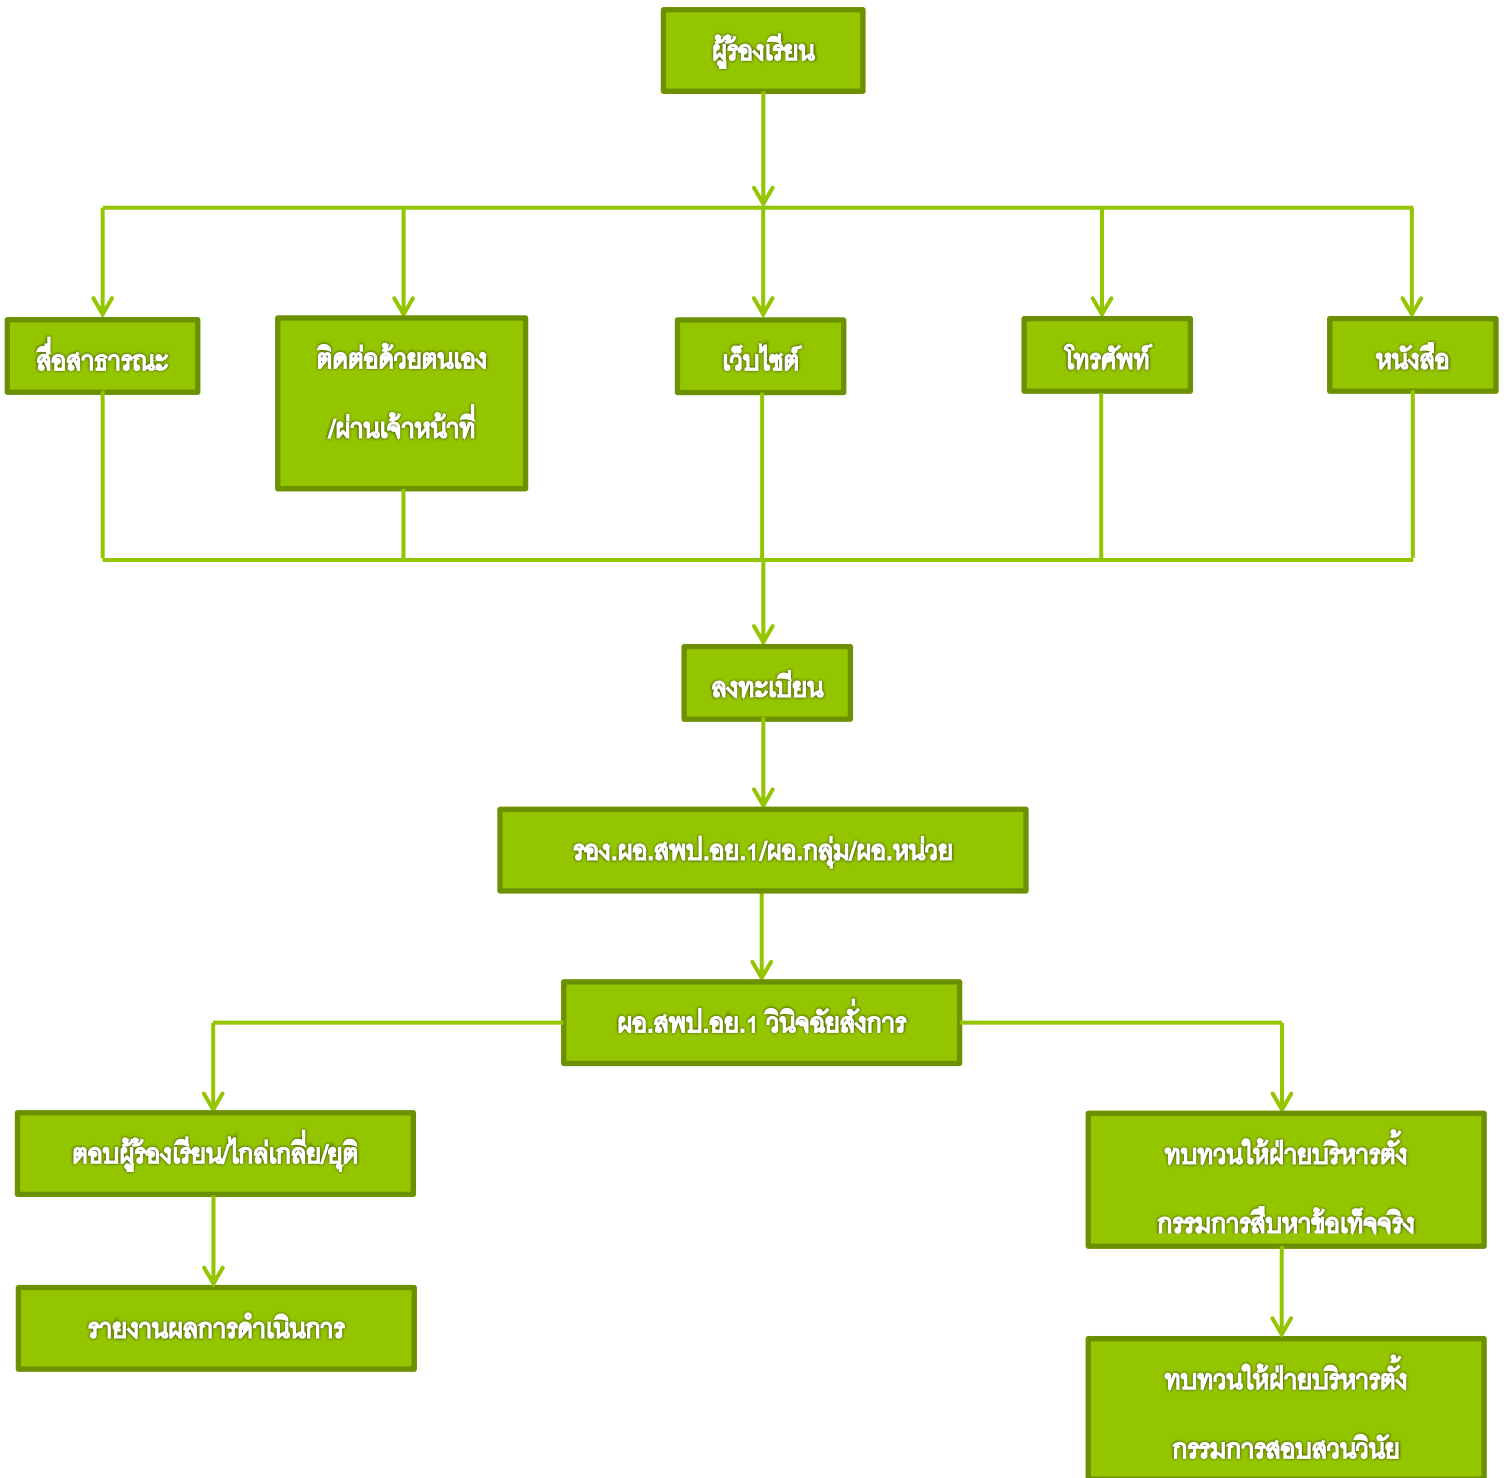 ผู้ร้องเรียน
สื่อสาธารณะ
ติดต่อด้วยตนเอง
/ผ่านเจ้าหน้าที่
เว็บไซต์
โทรศัพท์
หนังสือ
ลงทะเบียน
รอง.ผอ.สพป.อย.1/ผอ.กลุ่ม/ผอ.หน่วย
ผอ.สพป.อย.1 วินิจฉัยสั่งการ
ตอบผู้ร้องเรียน/ไกล่เกลี่ย/ยุติ
ทบทวนให้ฝ่ายบริหารตั้ง
กรรมการสืบหาข้อเท็จจริง
รายงานผลการดำเนินการ
ทบทวนให้ฝ่ายบริหารตั้ง
กรรมการสอบสวนวินัย